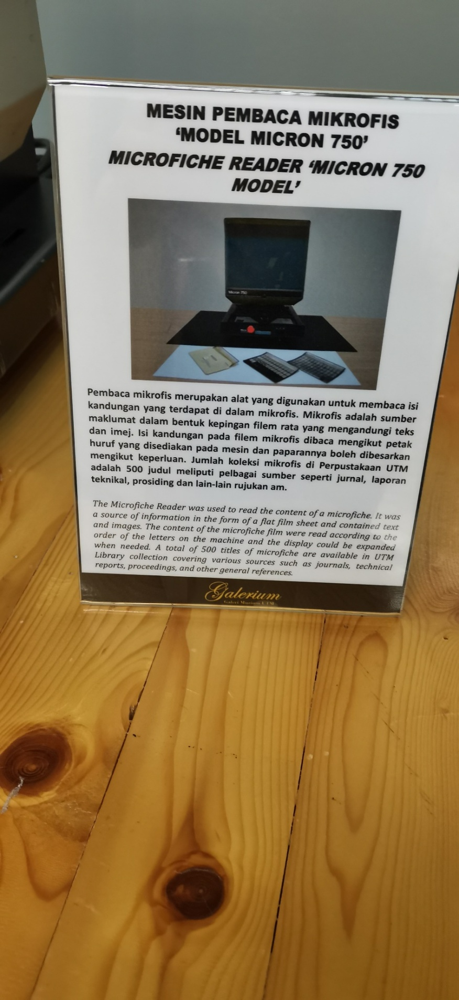 MESIN PEMBACA MIKROFIS
‘MODEL MICRON 750’
MICROFICHE READER ‘MICRON 750
MODEL’
Micron 750
Pembaca mikrofis merupakan alat yang digunakan untuk membaca isi
kandungan yang terdapat di dalam mikrofis. Mikrofis adalah sumber
maklumat dalam bentuk kepingan filem rata yang mengandungi teks
dan imej. Isi kandungan pada filem mikrofis dibaca mengikut petak
huruf yang disediakan pada mesin dan paparannya boleh dibesarkan
mengikut keperluan. Jumlah koleksi mikrofis di Perpustakaan UTM
adalah 500 judul meliputi pelbagai sumber seperti jurnal, laporan
teknikal, prosiding dan lain-lain rujukan am.
The Microfiche Reader was used to read the content of a microfiche. It was
a source of information in the form of a flat film sheet and contained text
and images. The content of the microfiche film were read according to the
order of the letters on the machine and the display could be expanded
when needed. A total of 500 titles of microfiche are available in UTM
Library collection covering various sources such as journals, technical
reports, proceedings, and other general references.
Galerium
Galeri Muzium UTM